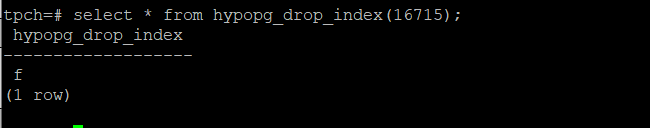 tpch=# select * from hypopg_drop_index(16715);
 hypopg_drop_index
-------------------
 f
(1 row)